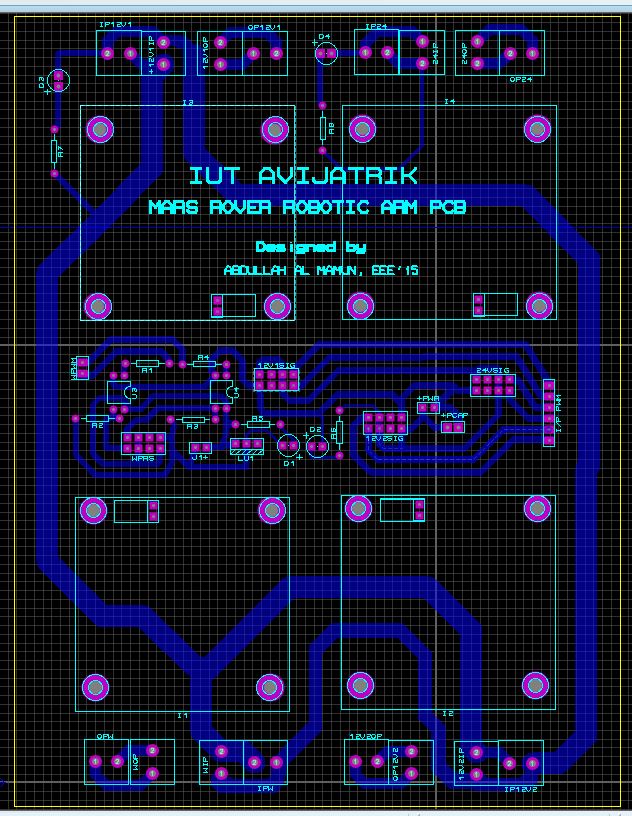 IP12V1
OP12V1
D4
IP24
+12V1IP
+12V1OP
24IP
24OP
OP24
D3
I3
I4
R7
R8
IUT AVIJATRIK
MARS ROVER ROBOTIC ARM PCB
Designed by
ABDULLAH AL MAMUN, EEE'15
WPWM
R1
R4
12V1SIG
24VSIG
U3
U4
+PWR
+PCAP
I/P PWM
R2
R3
R5
D2
R6
12V2SIG
WPRS
J1+
LV1
D1
I1
I2
OPW
WOP
WIP
IPW
12V2OP
OP12V2
12V2IP
IP12V2